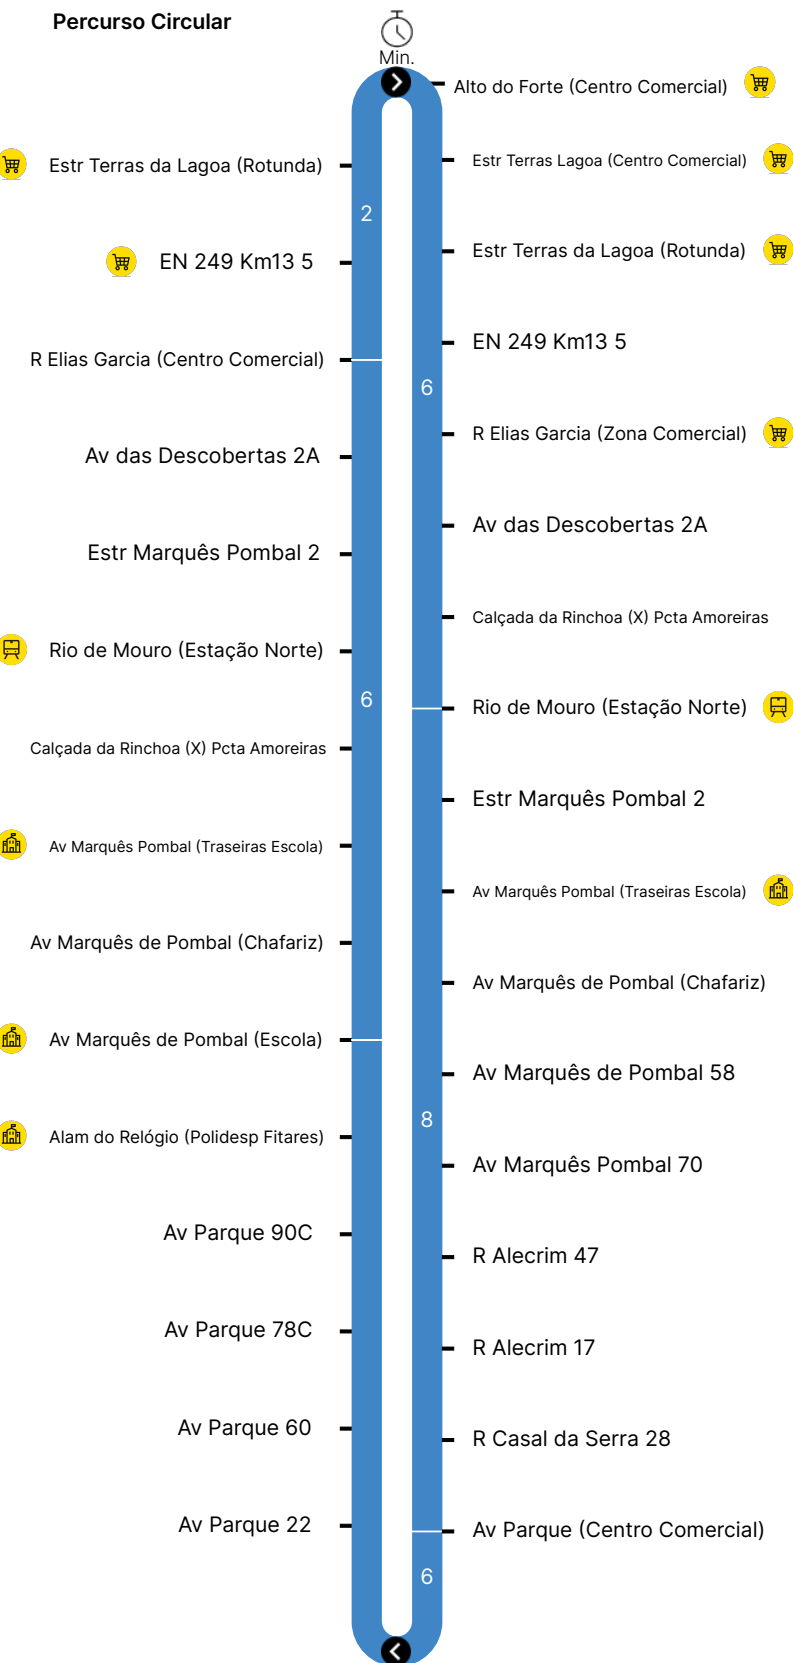 Percurso Circular
Min.
Alto do Forte (Centro Comercial)
Estr Terras Lagoa (Centro Comercial)
Estr Terras da Lagoa (Rotunda)
EN 249 Km13 5
6
R Elias Garcia (Zona Comercial)
Av das Descobertas 2A
Calçada da Rinchoa (X) Pcta Amoreiras
Rio de Mouro (Estação Norte)
Estr Marquês Pombal 2
Av Marquês Pombal (Traseiras Escola)
Av Marquês de Pombal (Chafariz)
Av Marquês de Pombal 58
8
Av Marquês Pombal 70
R Alecrim 47
R Alecrim 17
R Casal da Serra 28
Av Parque (Centro Comercial)
6
Estr Terras da Lagoa (Rotunda)
2
EN 249 Km13 5
R Elias Garcia (Centro Comercial)
Av das Descobertas 2A
Estr Marquês Pombal 2
Rio de Mouro (Estação Norte)
6
Calçada da Rinchoa (X) Pcta Amoreiras
Av Marquês Pombal (Traseiras Escola)
Av Marquês de Pombal (Chafariz)
Av Marquês de Pombal (Escola)
Alam do Relógio (Polidesp Fitares)
Av Parque 90C
Av Parque 78C
Av Parque 60
Av Parque 22